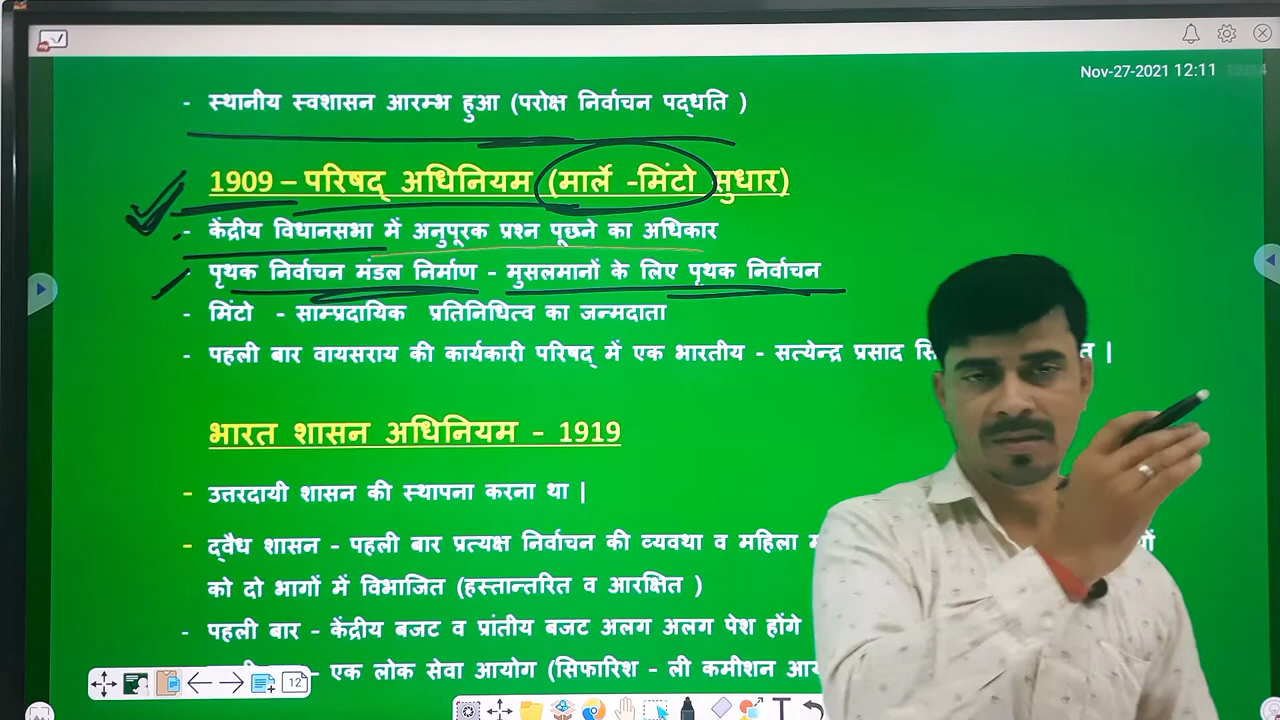 Nov-27-2021 12:11
- स्थानीय स्वशासन आरम्भ हुआ (परोक्ष निर्वाचन पद्धति )
1909 – परिषद् अधिनियम (मार्ले -मिंटो सुधार)
- केंद्रीय विधानसभा में अनुपूरक प्रश्न पूछने का अधिकार
- पृथक निर्वाचन मंडल निर्माण - मुसलमानों के लिए पृथक निर्वाचन
- मिंटो - साम्प्रदायिक प्रतिनिधित्व का जन्मदाता
- पहली बार वायसराय की कार्यकारी परिषद् में एक भारतीय - सत्येन्द्र प्रसाद
भारत शासन अधिनियम - 1919
- उत्तरदायी शासन की स्थापना करना था |
- द्वैध शासन - पहली बार प्रत्यक्ष निर्वाचन की व्यवथा व महिला
को दो भागों में विभाजित (हस्तान्तरित व आरक्षित )
- पहली बार - केंद्रीय बजट व प्रांतीय बजट अलग अलग पेश होंगे
- एक लोक सेवा आयोग (सिफारिश - ली कमीशन
12